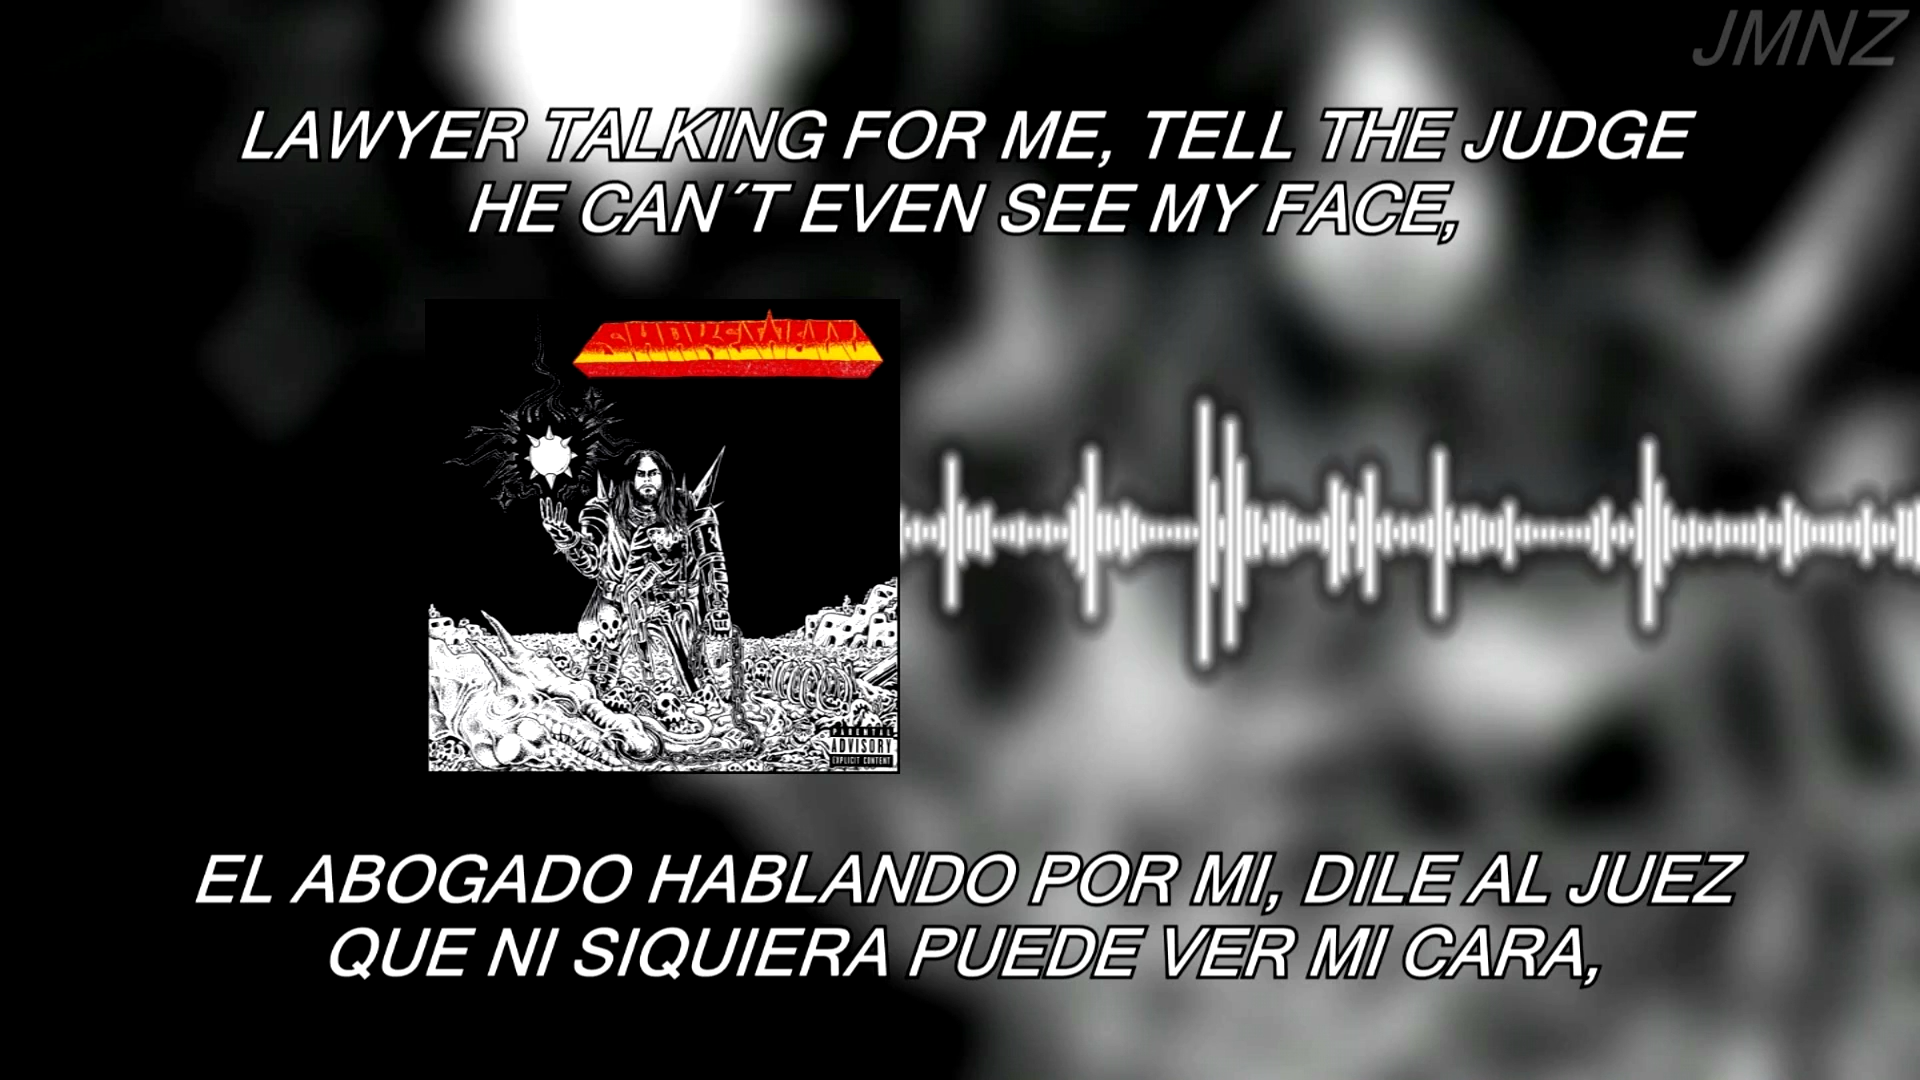 JMNZ
LAWYER TALKING FOR ME, TELL THE JUDGE
HE CAN´T EVEN SEE MY FACE,
SHAKEWELL
PARENTAL
ADVISORY
EXPLICIT CONTENT
EL ABOGADO HABLANDO POR MI, DILE AL JUEZ
QUE NI SIQUIERA PUEDE VER MI CARA,